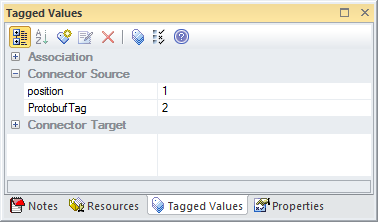 Tagged Values
Association
Connector Source
position 1
ProtobufTag 2
Connector Target
Notes Resources Tagged Values Properties